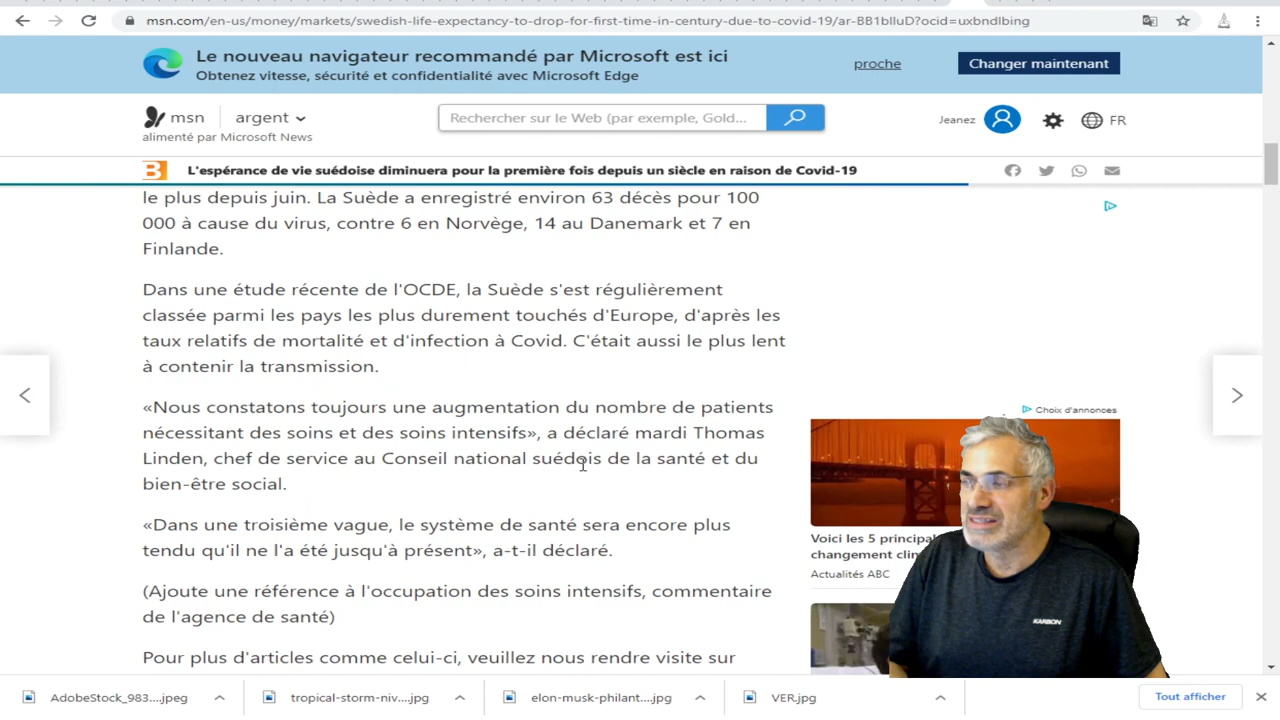 msn.com/en-us/money/markets/swedish-life-expectancy-to-drop-for-first-time-in-century-due-to-covid-19/ar-BB1blIuD?ocid=uxbndlbing
Le nouveau navigateur recommandé par Microsoft est ici
Obtenez vitesse, sécurité et confidentialité avec Microsoft Edge
proche
Changer maintenant
msn
argent
alimenté par Microsoft News
Rechercher sur le Web (par exemple, Gold...
Jeanez
FR
B
L'espérance de vie suédoise diminuera pour la première fois depuis un siècle en raison de Covid-19
le plus depuis juin. La Suède a enregistré environ 63 décès pour 100
000 à cause du virus, contre 6 en Norvège, 14 au Danemark et 7 en
Finlande.
Dans une étude récente de l'OCDE, la Suède s'est régulièrement
classée parmi les pays les plus durement touchés d'Europe, d'après les
taux relatifs de mortalité et d'infection à Covid. C'était aussi le plus lent
à contenir la transmission.
«Nous constatons toujours une augmentation du nombre de patients
nécessitant des soins et des soins intensifs», a déclaré mardi Thomas
Linden, chef de service au Conseil national suédois de la santé et du
bien-être social.
«Dans une troisième vague, le système de santé sera encore plus
tendu qu'il ne l'a été jusqu'à présent», a-t-il déclaré.
(Ajoute une référence à l'occupation des soins intensifs, commentaire
de l'agence de santé)
Pour plus d'articles comme celui-ci, veuillez nous rendre visite sur
Choix d'annonces
Voici les 5 principa
changement clim
Actualités ABC
KARBON
AdobeStock_983....jpeg
tropical-storm-niv....jpg
elon-musk-philant....jpg
VER.jpg
Tout afficher